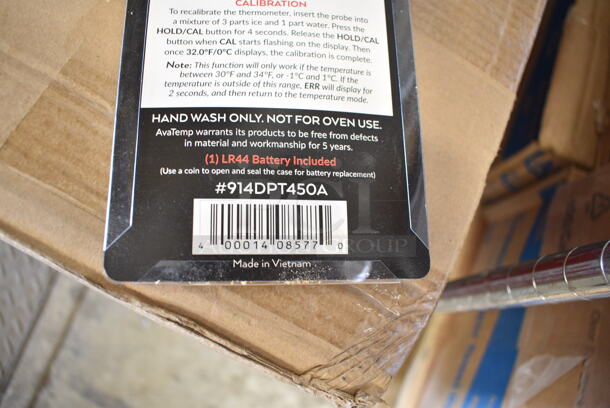 CALIBRATION
To recalibrate the thermometer, insert the probe into
a mixture of 3 parts ice and 1 part water. Press the
HOLD/CAL button for 4 seconds. Release the HOLD/CAL
button when CAL starts flashing on the display. Then
once 32.0°F/0°C displays, the calibration is complete.
Note: This function will only work if the temperature is
between 30°F and 34°F, or -1°C and 1°C. If the
temperature is outside of this range, ERR will display for
2 seconds, and then return to the temperature mode.
HAND WASH ONLY. NOT FOR OVEN USE.
AvaTemp warrants its products to be free from defects
in material and workmanship for 5 years.
(1) LR44 Battery Included
(Use a coin to open and seal the case for battery replacement)
#914DPT450A
4 00014 08577 0
Made in Vietnam